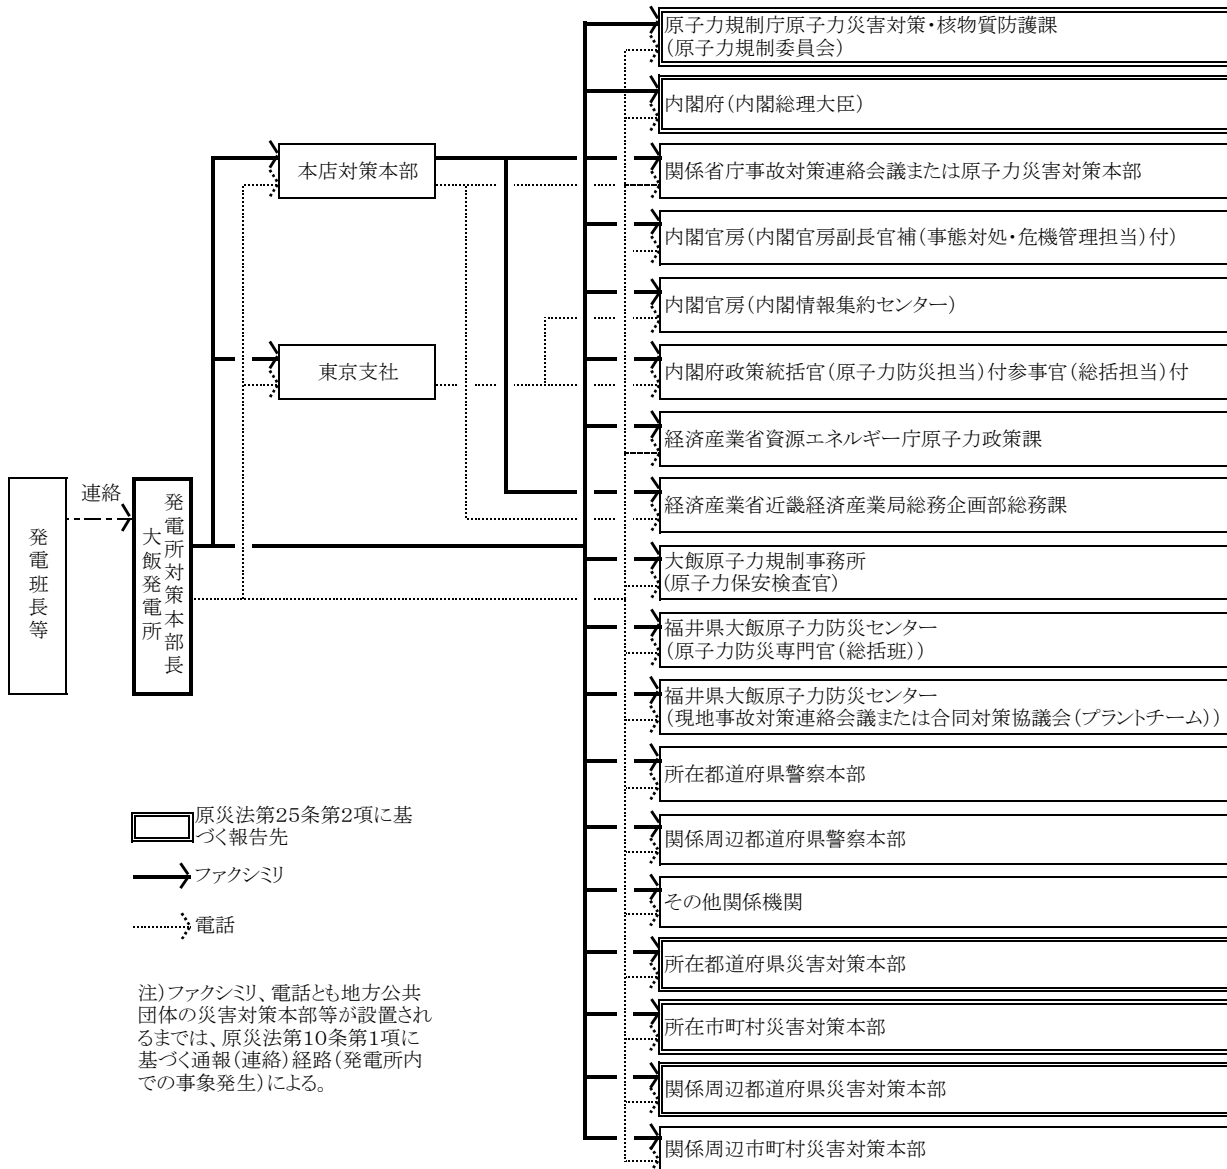 原子力規制庁原子力災害対策・核物質防護課
(原子力規制委員会)
内閣府(内閣総理大臣)
本店対策本部
関係省庁事故対策連絡会議または原子力災害対策本部
内閣官房(内閣官房副長官補(事態対処・危機管理担当)付)
内閣官房(内閣情報集約センター)
東京支社
内閣府政策統括官(原子力防災担当)付参事官(総括担当)付
経済産業省資源エネルギー庁原子力政策課
経済産業省近畿経済産業局総務企画部総務課
発電班長等
連絡
発電所対策本部長
大飯発電所
大飯原子力規制事務所
(原子力保安検査官)
福井県大飯原子力防災センター
(原子力防災専門官(総括班))
福井県大飯原子力防災センター
(現地事故対策連絡会議または合同対策協議会(プラントチーム))
所在都道府県警察本部
関係周辺都道府県警察本部
その他関係機関
所在都道府県災害対策本部
所在市町村災害対策本部
関係周辺都道府県災害対策本部
関係周辺市町村災害対策本部
原災法第25条第2項に基
づく報告先
ファクシミリ
電話
注)ファクシミリ、電話とも地方公共
団体の災害対策本部等が設置され
るまでは、原災法第10条第1項に
基づく通報(連絡)経路(発電所内
での事象発生)による。